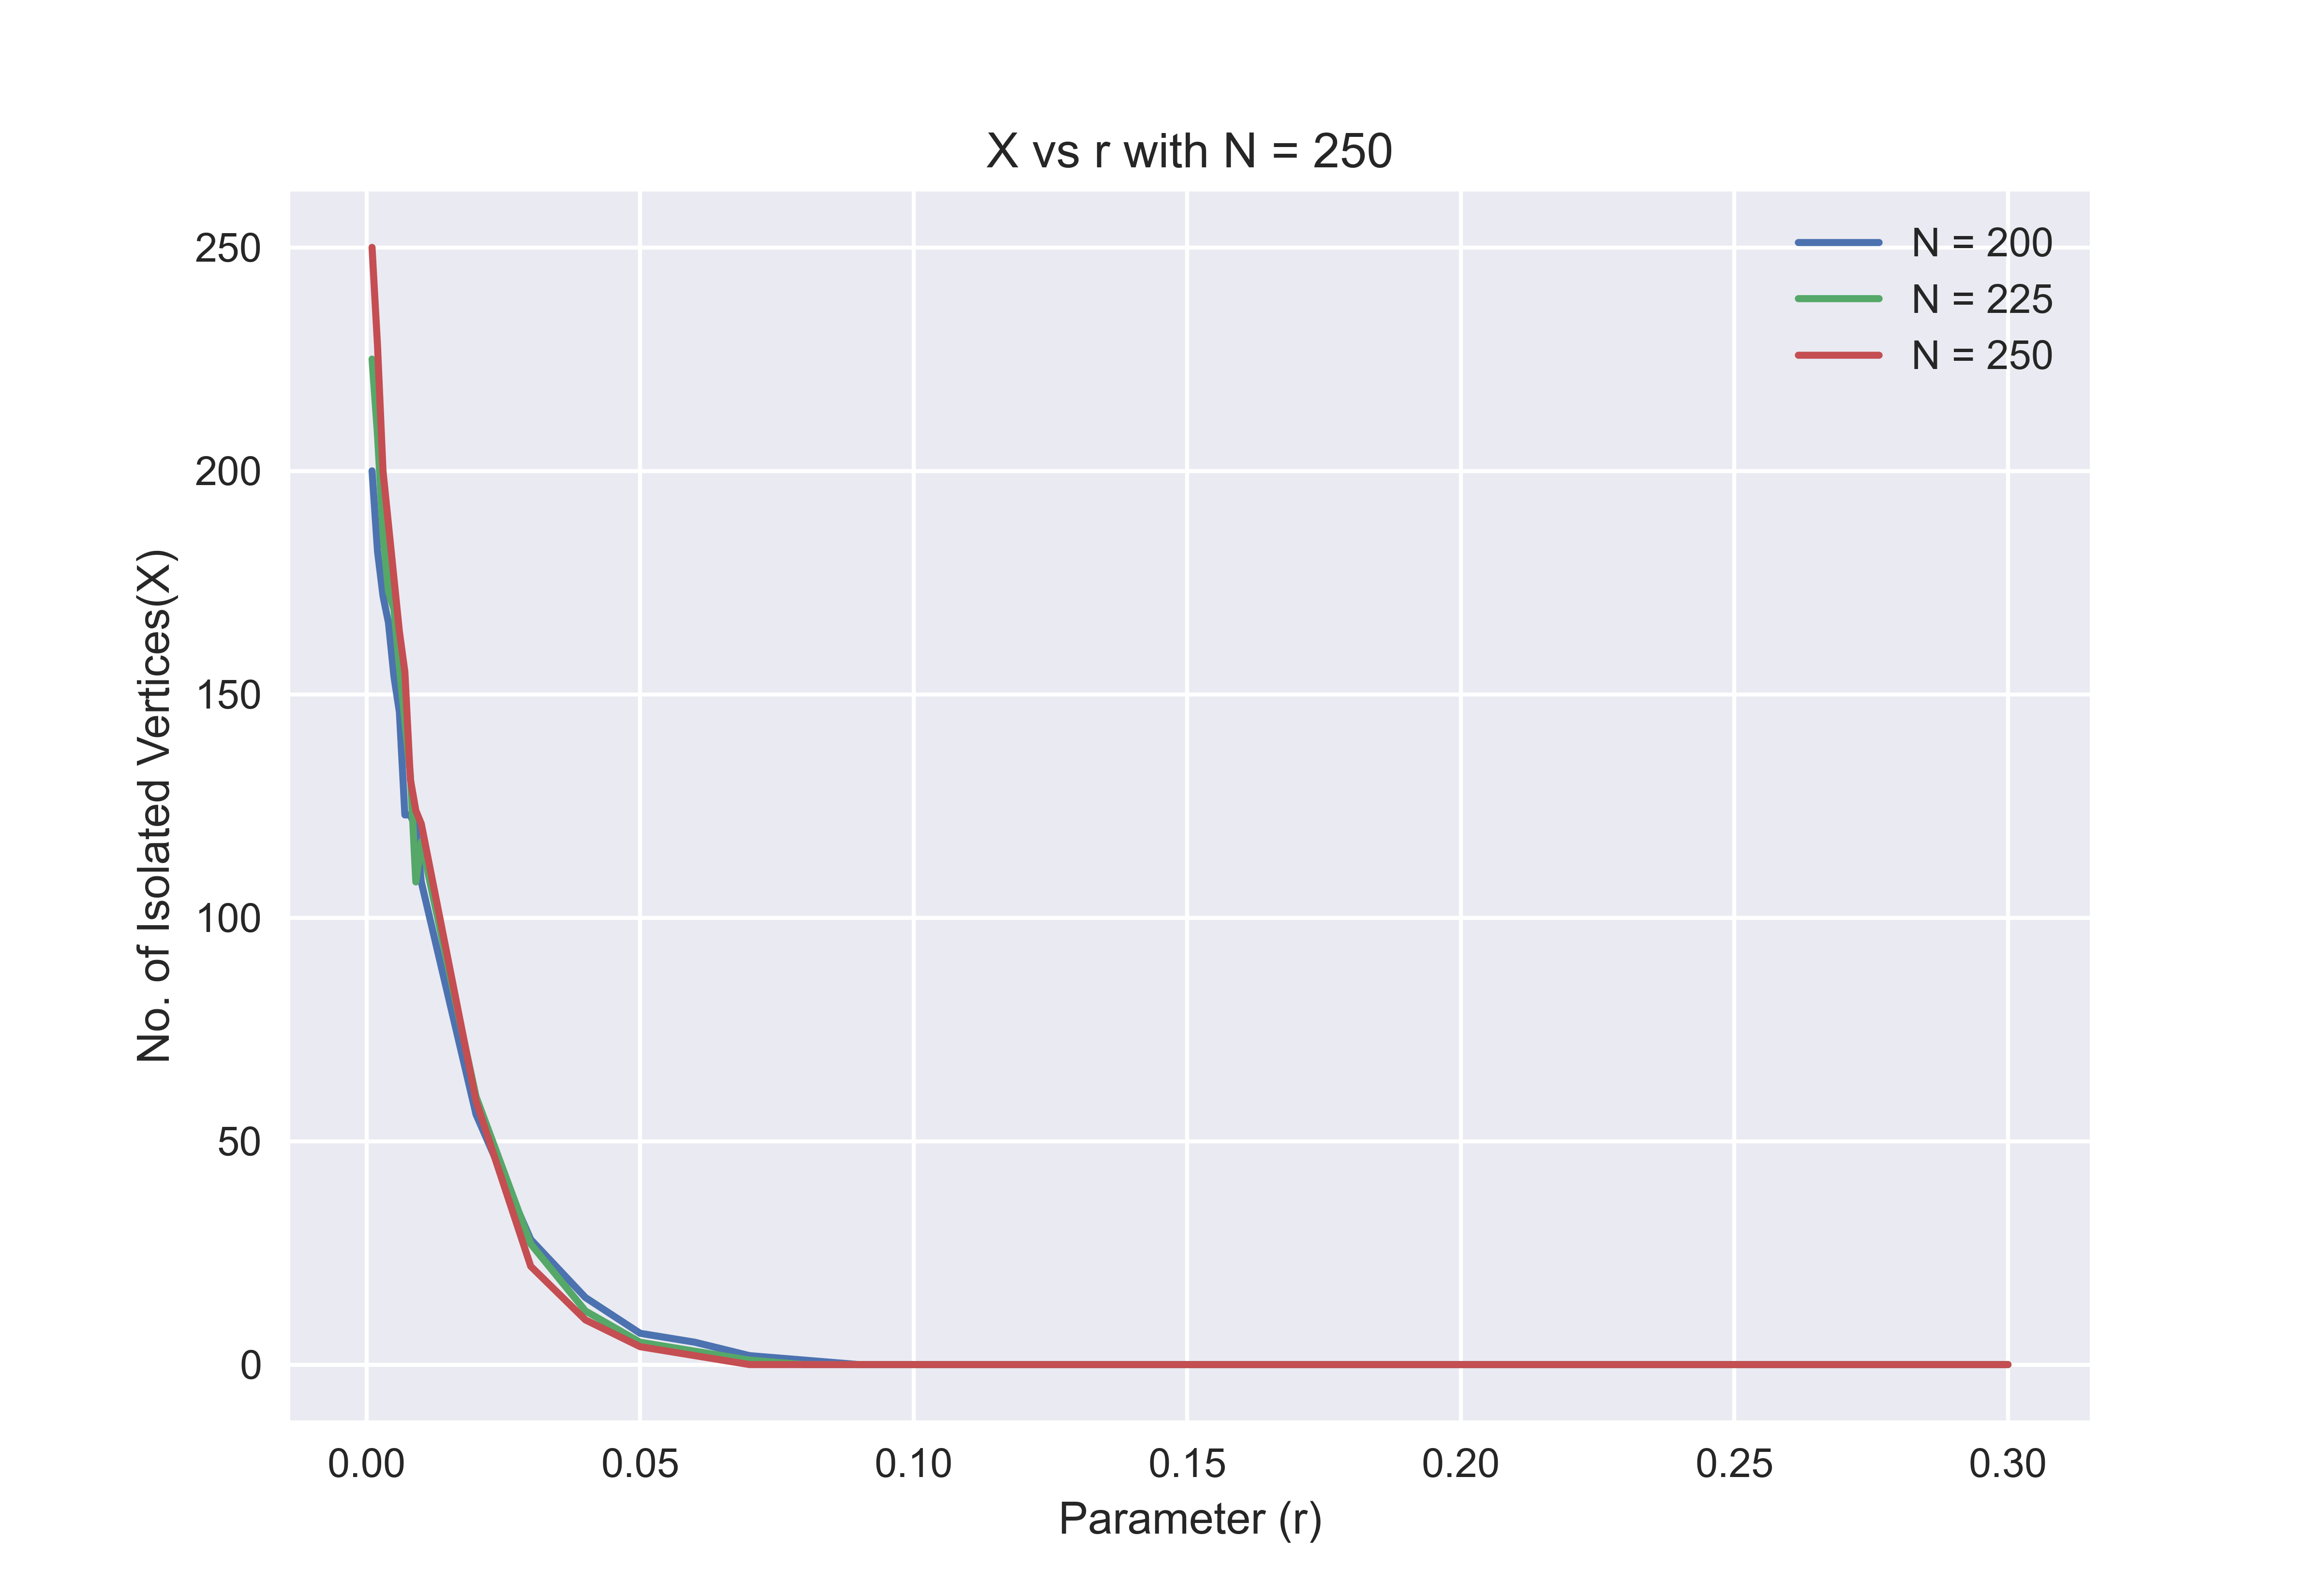 X vs r with N = 250
N = 200
N = 225
N = 250
No. of Isolated Vertices(X)
250
200
150
100
50
0
0.00 0.05 0.10 0.15 0.20 0.25 0.30
Parameter (r)